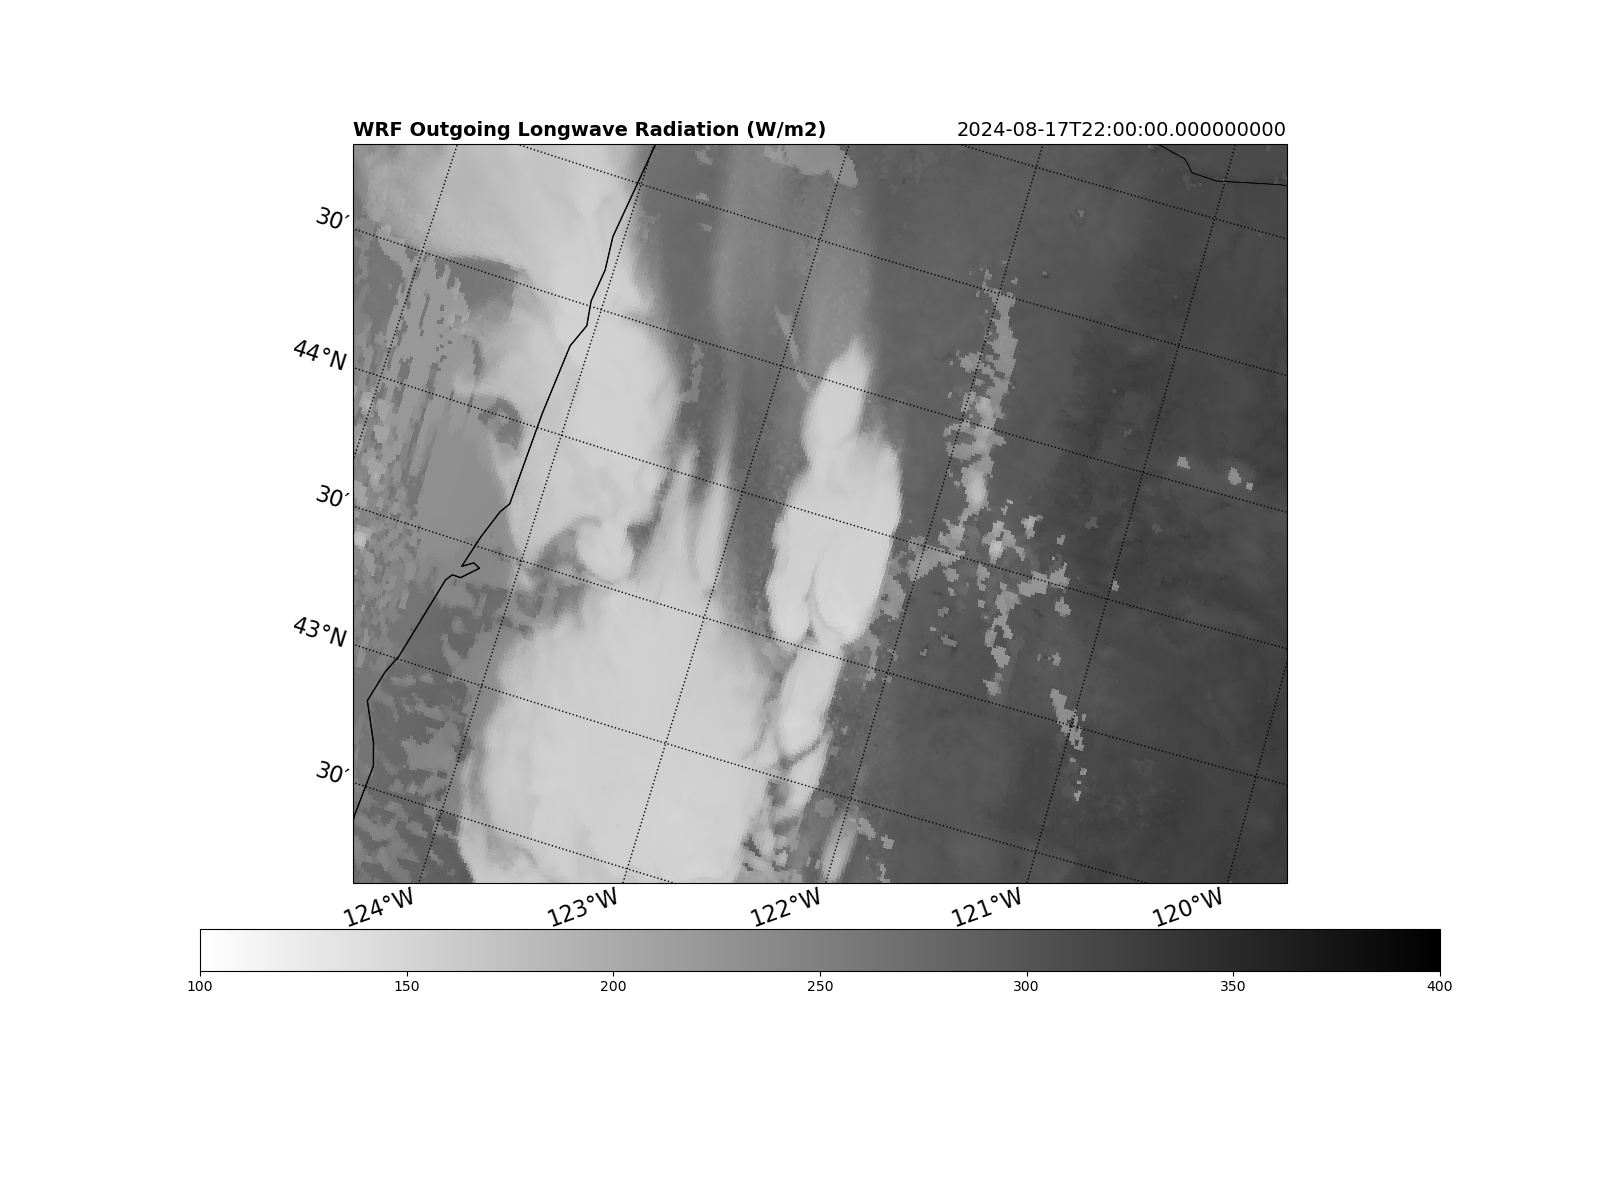 WRF Outgoing Longwave Radiation (W/m2) 2024-08-17T22:00:00.000000000
30′
44°N
30′
43°N
30′
124°W 123°W 122°W 121°W 120°W
100 150 200 250 300 350 400